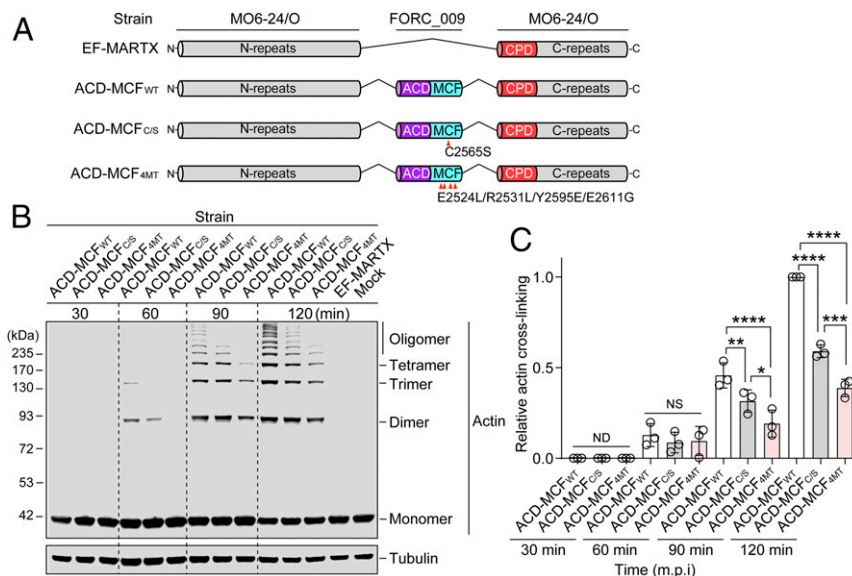 A
Strain
MO6-24/O
FORC_009
MO6-24/O
EF-MARTX
N-
N-repeats
CPD
C-repeats
-C
ACD-MCFWT
N-
N-repeats
ACD
MCF
CPD
C-repeats
-C
ACD-MCFC/S
N-
N-repeats
ACD
MCF
CPD
C-repeats
-C
C2565S
ACD-MCF4MT
N-
N-repeats
ACD
MCF
CPD
C-repeats
-C
E2524L/R2531L/Y2595E/E2611G
B
Strain
ACD-MCFWT
ACD-MCFC/S
ACD-MCF4MT
ACD-MCFWT
ACD-MCFC/S
ACD-MCF4MT
ACD-MCFWT
ACD-MCFC/S
ACD-MCF4MT
ACD-MCFWT
ACD-MCFC/S
ACD-MCF4MT
EF-MARTX
Mock
30
60
90
120 (min)
(kDa)
235
170
130
93
72
53
42
Oligomer
Tetramer
Trimer
Dimer
Monomer
Tubulin
Actin
C
Relative actin cross-linking
1.0
0.5
0.0
ND
NS
**
*
****
****
***
****
ACD-MCFWT
ACD-MCFC/S
ACD-MCF4MT
ACD-MCFWT
ACD-MCFC/S
ACD-MCF4MT
ACD-MCFWT
ACD-MCFC/S
ACD-MCF4MT
ACD-MCFWT
ACD-MCFC/S
ACD-MCF4MT
30 min
60 min
90 min
120 min
Time (m.p.i)